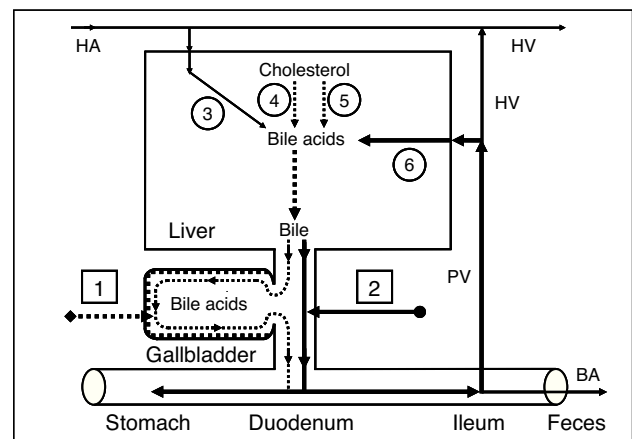 HA
HV
Cholesterol
3
4
5
HV
Bile acids
6
Liver
Bile
PV
1
Bile acids
2
Gallbladder
BA
Stomach Duodenum Ileum Feces